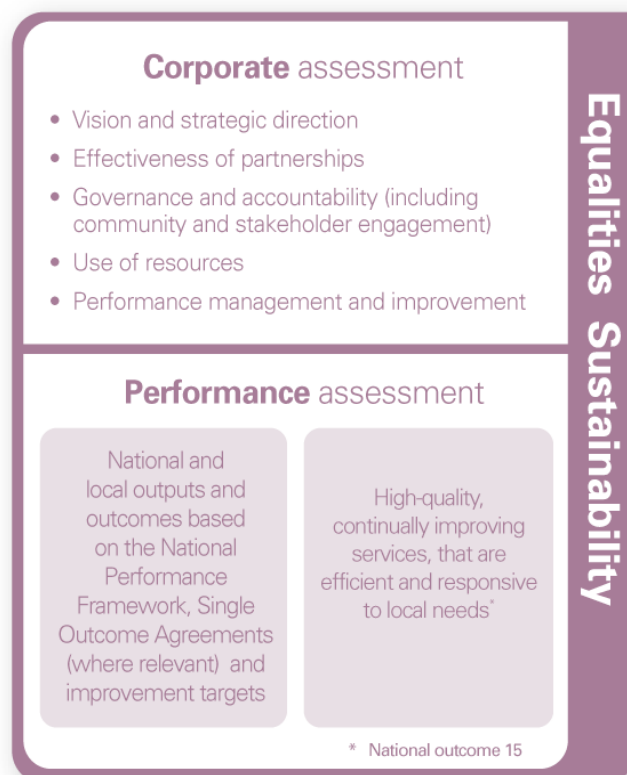 Corporate assessment
• Vision and strategic direction
• Effectiveness of partnerships
• Governance and accountability (including
community and stakeholder engagement)
• Use of resources
• Performance management and improvement
Performance assessment
National and
local outputs and
outcomes based
on the National
Performance
Framework, Single
Outcome Agreements
(where relevant) and
improvement targets
High-quality,
continually improving
services, that are
efficient and responsive
to local needs*
* National outcome 15
Equalities Sustainability